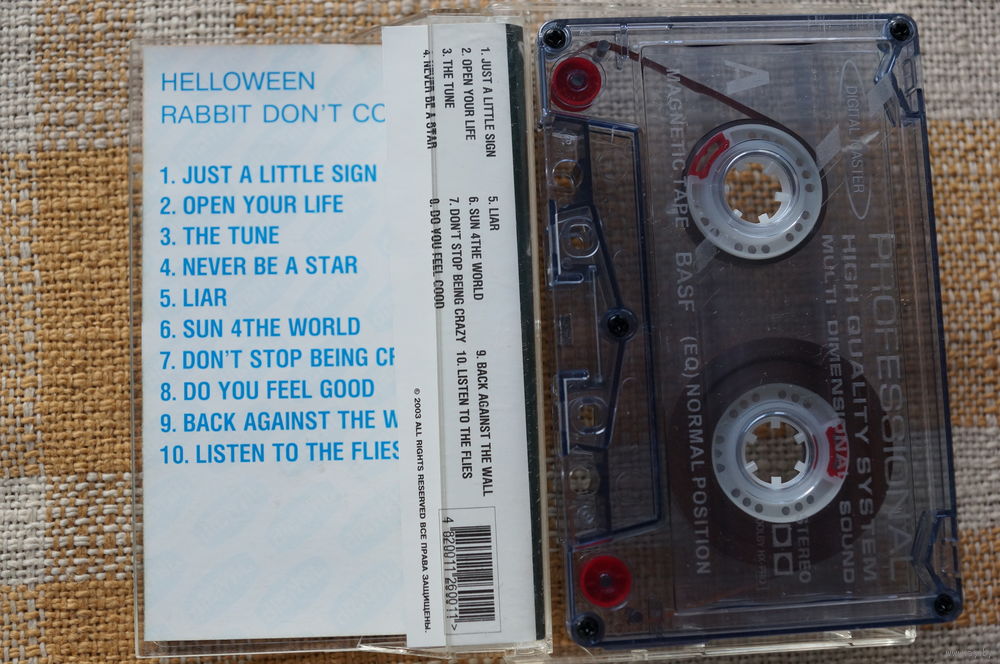 HELLOWEEN
RABBIT DON'T CO
1. JUST A LITTLE SIGN
2. OPEN YOUR LIFE
3. THE TUNE
4. NEVER BE A STAR
5. LIAR
6. SUN 4THE WORLD
7. DON'T STOP BEING CR
8. DO YOU FEEL GOOD
9. BACK AGAINST THE W
10. LISTEN TO THE FLIES
1. JUST A LITTLE SIGN
2. OPEN YOUR LIFE
3. THE TUNE
4. NEVER BE A STAR
5. LIAR
6. SUN 4THE WORLD
7. DON'T STOP BEING CRAZY
8. DO YOU FEEL GOOD
9. BACK AGAINST THE WALL
10. LISTEN TO THE FLIES
© 2003 ALL RIGHTS RESERVED ВСЕ ПРАВА ЗАЩИЩЕНЫ.
4 820011 260011 >
A
DIGITAL MASTER
PROFESSIONAL
HIGH QUALITY SYSTEM
MULTI DIMENSIONAL SOUND
STEREO
MAGNETIC TAPE BASF (EQ) NORMAL POSITION